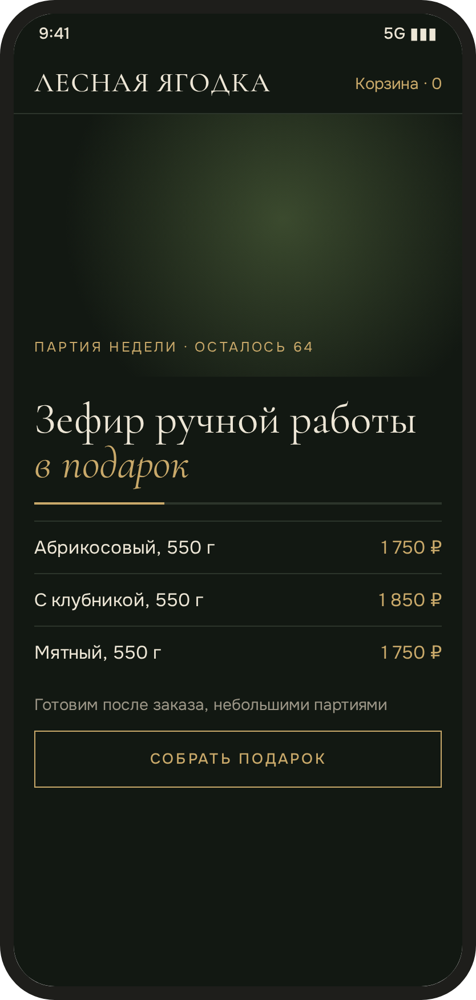 9:41
5G
ЛЕСНАЯ ЯГОДКА
Корзина · 0
ПАРТИЯ НЕДЕЛИ · ОСТАЛОСЬ 64
Зефир ручной работы
в подарок
Абрикосовый, 550 г
1 750 ₽
С клубникой, 550 г
1 850 ₽
Мятный, 550 г
1 750 ₽
Готовим после заказа, небольшими партиями
СОБРАТЬ ПОДАРОК